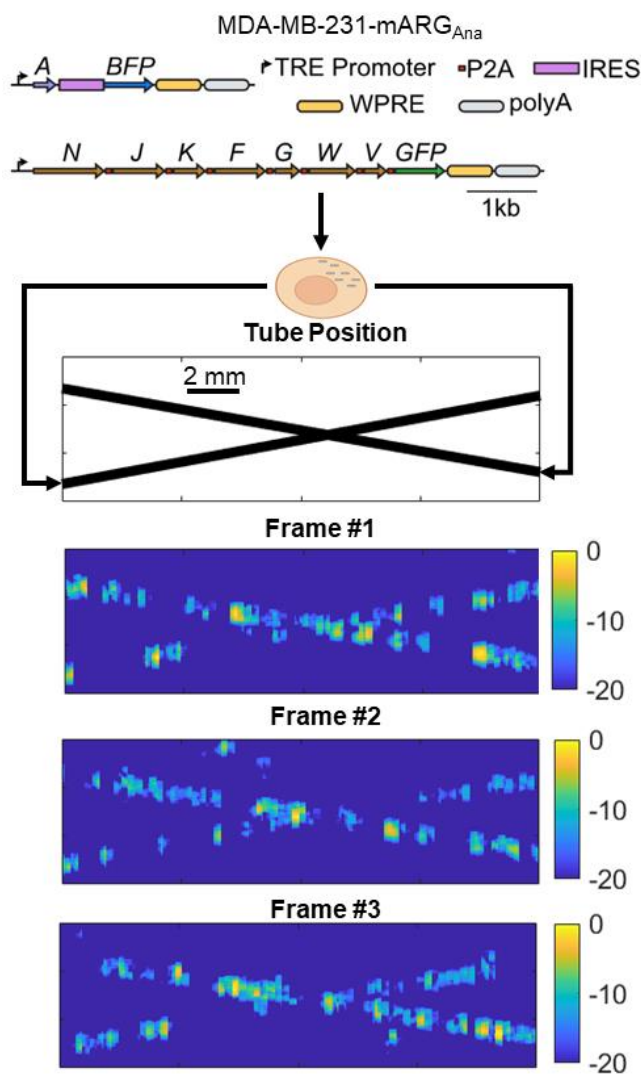 MDA-MB-231-mARGAna
A BFP TRE Promoter P2A IRES
WPRE polyA
N J K F G W V GFP
1kb
Tube Position
2 mm
Frame #1
0
-10
-20
Frame #2
0
-10
-20
Frame #3
0
-10
-20